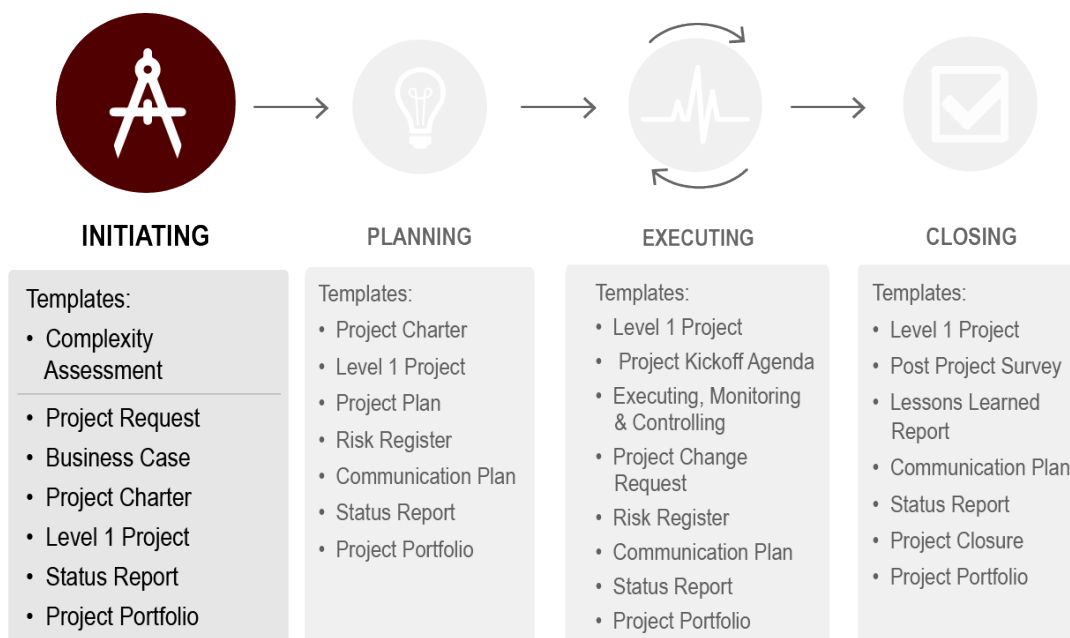 INITIATING
Templates:
• Complexity
Assessment
• Project Request
• Business Case
• Project Charter
• Level 1 Project
• Status Report
• Project Portfolio
PLANNING
Templates:
• Project Charter
• Level 1 Project
• Project Plan
• Risk Register
• Communication Plan
• Status Report
• Project Portfolio
EXECUTING
Templates:
• Level 1 Project
• Project Kickoff Agenda
• Executing, Monitoring
& Controlling
• Project Change
Request
• Risk Register
• Communication Plan
• Status Report
• Project Portfolio
CLOSING
Templates:
• Level 1 Project
• Post Project Survey
• Lessons Learned
Report
• Communication Plan
• Status Report
• Project Closure
• Project Portfolio